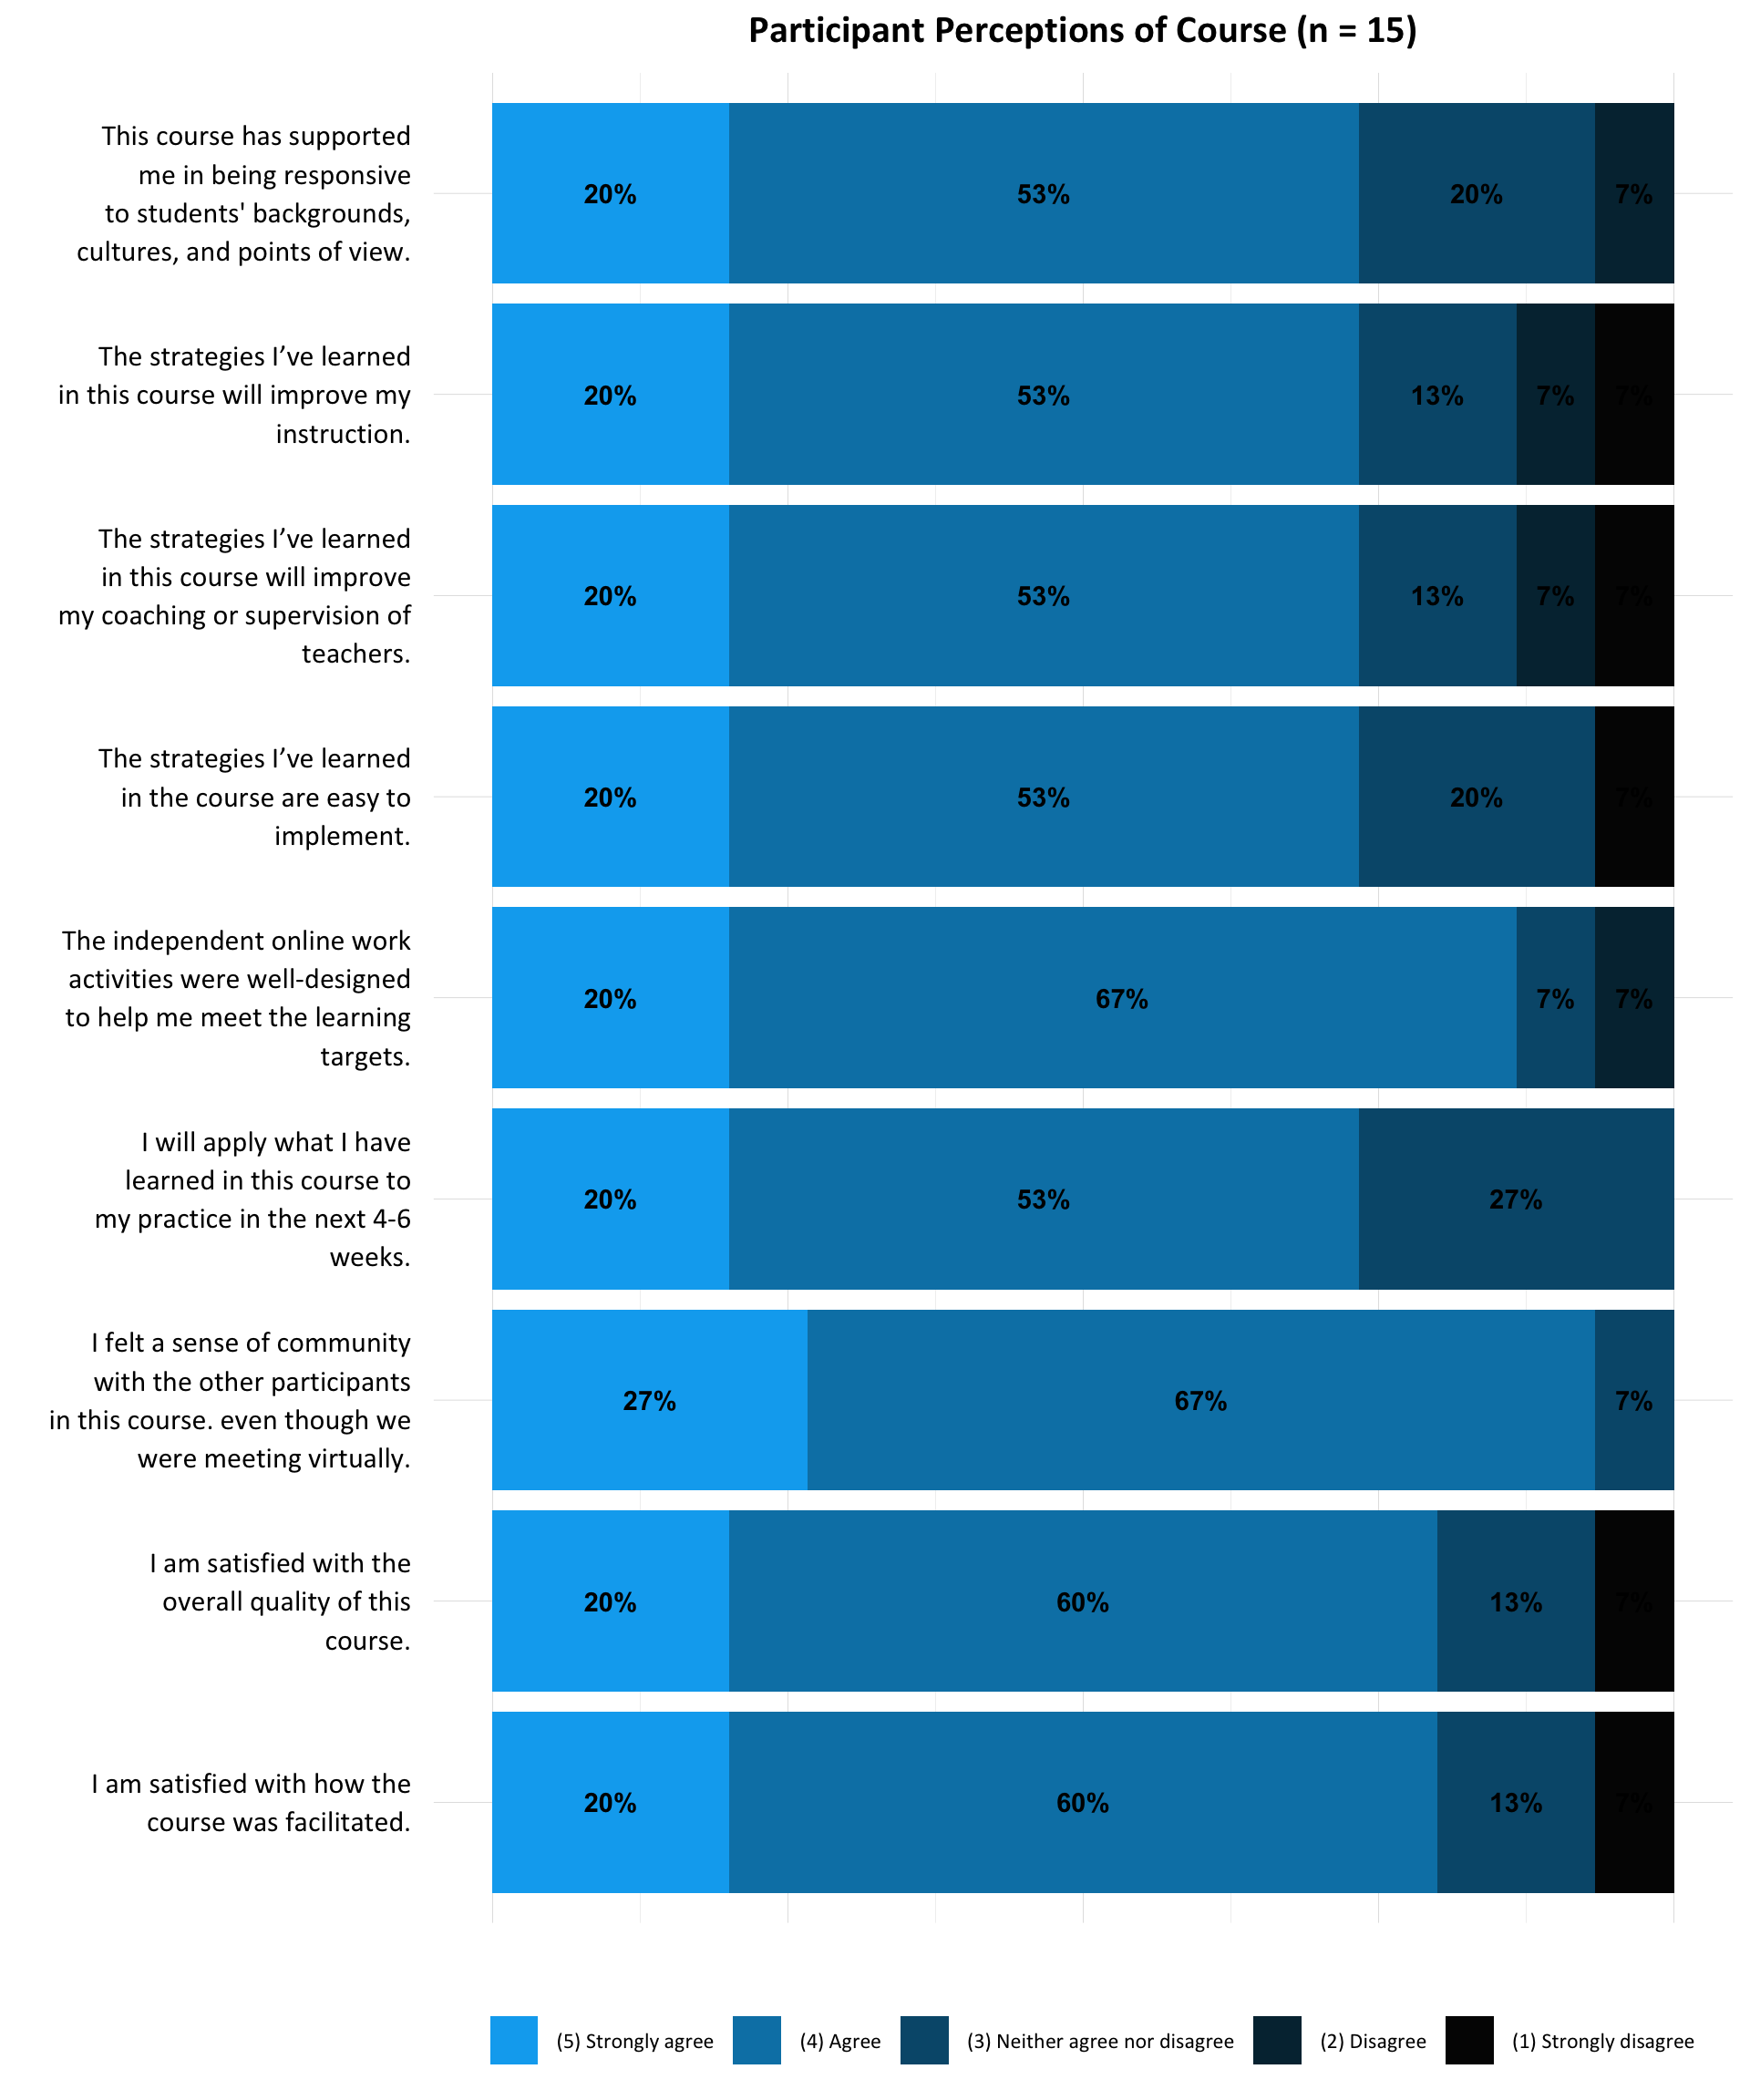 Participant Perceptions of Course (n = 15)
This course has supported
me in being responsive
to students' backgrounds,
cultures, and points of view.
20%
53%
20%
7%
The strategies I’ve learned
in this course will improve my
instruction.
20%
53%
13%
7%
7%
The strategies I’ve learned
in this course will improve
my coaching or supervision of
teachers.
20%
53%
13%
7%
7%
The strategies I’ve learned
in the course are easy to
implement.
20%
53%
20%
7%
The independent online work
activities were well-designed
to help me meet the learning
targets.
20%
67%
7%
7%
I will apply what I have
learned in this course to
my practice in the next 4-6
weeks.
20%
53%
27%
I felt a sense of community
with the other participants
in this course. even though we
were meeting virtually.
27%
67%
7%
I am satisfied with the
overall quality of this
course.
20%
60%
13%
7%
I am satisfied with how the
course was facilitated.
20%
60%
13%
7%
(5) Strongly agree
(4) Agree
(3) Neither agree nor disagree
(2) Disagree
(1) Strongly disagree